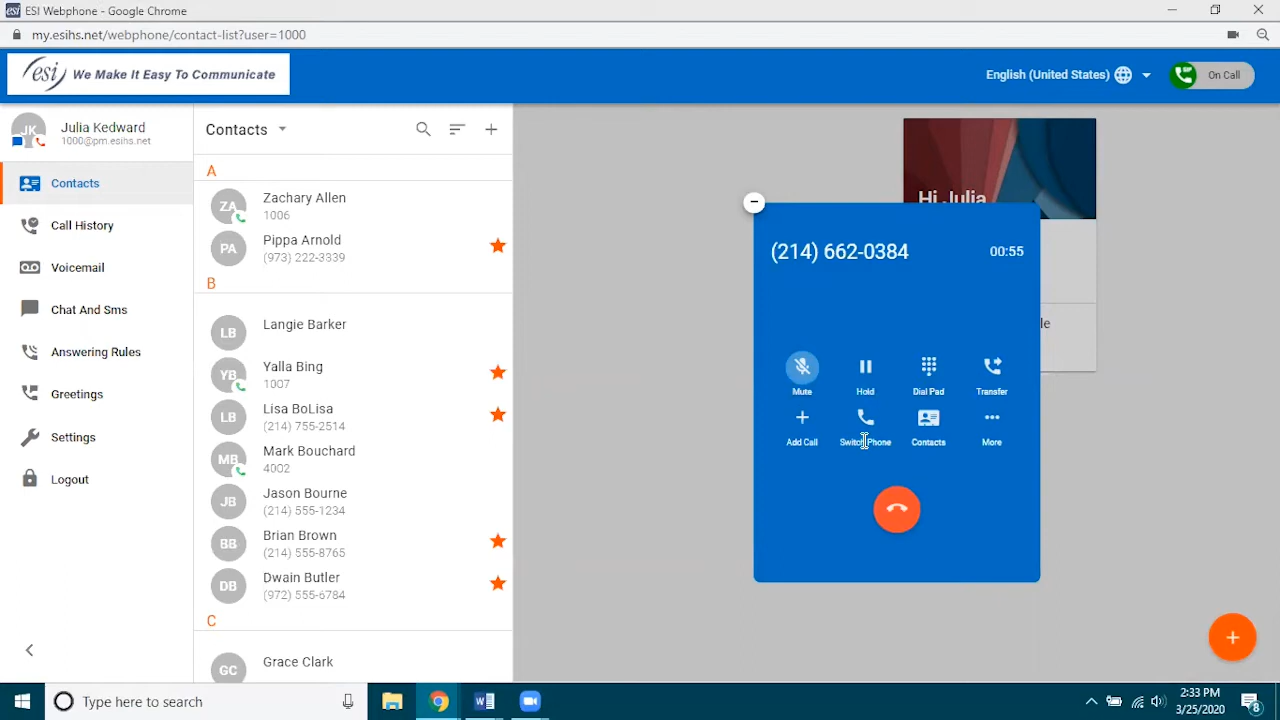 ESI Webphone - Google Chrome
my.esihs.net/webphone/contact-list?user=1000
esi We Make It Easy To Communicate
English (United States)
On Call
JK
Julia Kedward
1000@pm.esihs.net
Contacts
Call History
Voicemail
Chat And Sms
Answering Rules
Greetings
Settings
Logout
Contacts
A
ZA
Zachary Allen
1006
PA
Pippa Arnold
(973) 222-3339
B
LB
Langie Barker
YB
Yalla Bing
1007
LB
Lisa BoLisa
(214) 755-2514
MB
Mark Bouchard
4002
JB
Jason Bourne
(214) 555-1234
BB
Brian Brown
(214) 555-8765
DB
Dwain Butler
(972) 555-6784
C
GC
Grace Clark
Hi Julia
le
(214) 662-0384
00:55
Mute
Hold
Dial Pad
Transfer
Add Call
Switch Phone
Contacts
More
Type here to search
2:33 PM
3/25/2020
8